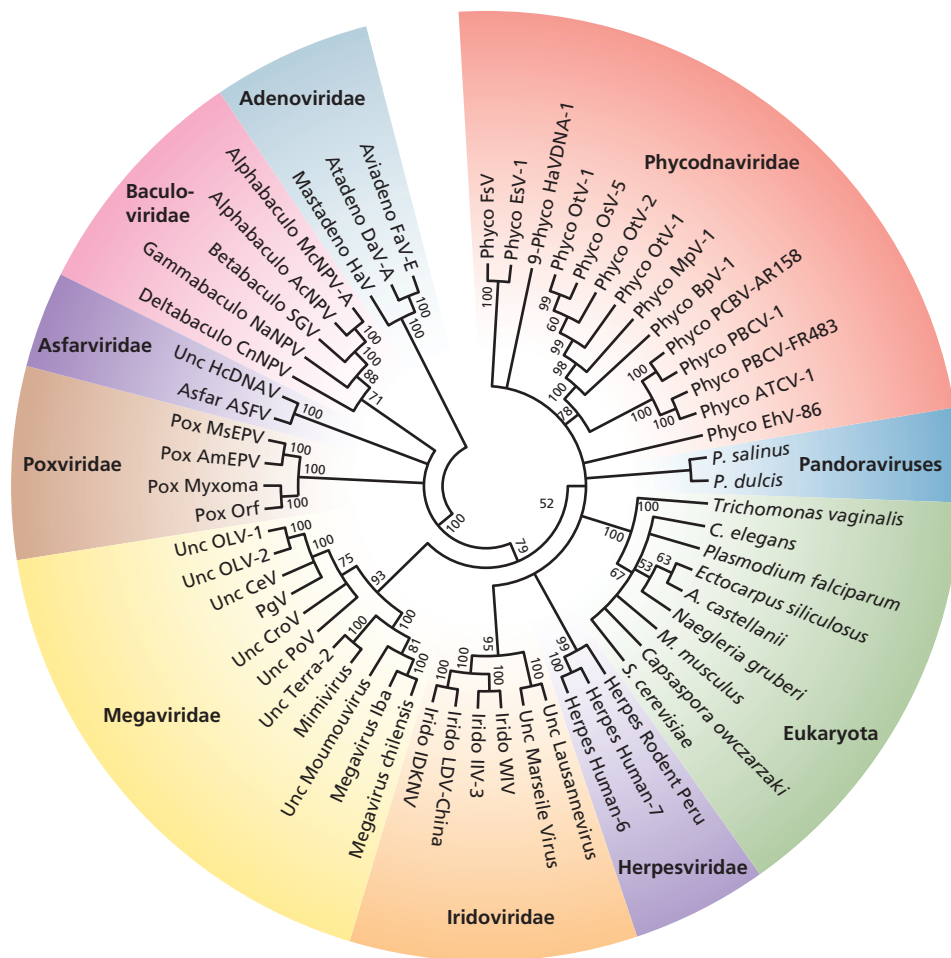 Adenoviridae
Aviadeno FaV-E
Atadeno DaV-A
Mastadeno HaV
100
100
Baculo-
viridae
Alphabaculo McNPV-A
Alphabaculo AcNPV
Betabaculo SGV
Gammabaculo NaNPV
Deltabaculo CnNPV
100
100
88
71
Asfarviridae
Unc HcDNAV
Asfar ASFV
100
Poxviridae
Pox MsEPV
Pox AmEPV
Pox Myxoma
Pox Orf
100
100
100
Megaviridae
Unc OLV-1
Unc OLV-2
Unc CeV
PgV
Unc CroV
Unc PoV
Unc Terra-2
Mimivirus
Unc Moumouvirus
Megavirus Iba
Megavirus chilensis
100
100
75
93
100
100
81
100
Iridoviridae
Irido IDKNV
Irido LDV-China
Irido IIV-3
Irido WIV
Unc Marseile Virus
Unc Lausannevirus
100
100
100
95
100
Herpesviridae
Herpes Human-6
Herpes Human-7
Herpes Rodent Peru
100
99
Eukaryota
Trichomonas vaginalis
C. elegans
Plasmodium falciparum
Ectocarpus siliculosus
A. castellanii
Naegleria gruberi
M. musculus
Capsaspora owczarzaki
S. cerevisiae
100
100
63
53
67
Pandoraviruses
P. salinus
P. dulcis
Phycodnaviridae
Phyco FsV
Phyco EsV-1
9-Phyco HaVDNA-1
Phyco OtV-1
Phyco OsV-5
Phyco OtV-2
Phyco OtV-1
Phyco MpV-1
Phyco BpV-1
Phyco PCBV-AR158
Phyco PBCV-1
Phyco PBCV-FR483
Phyco ATCV-1
Phyco EhV-86
100
99
60
99
98
100
78
100
100
100
52
79
100